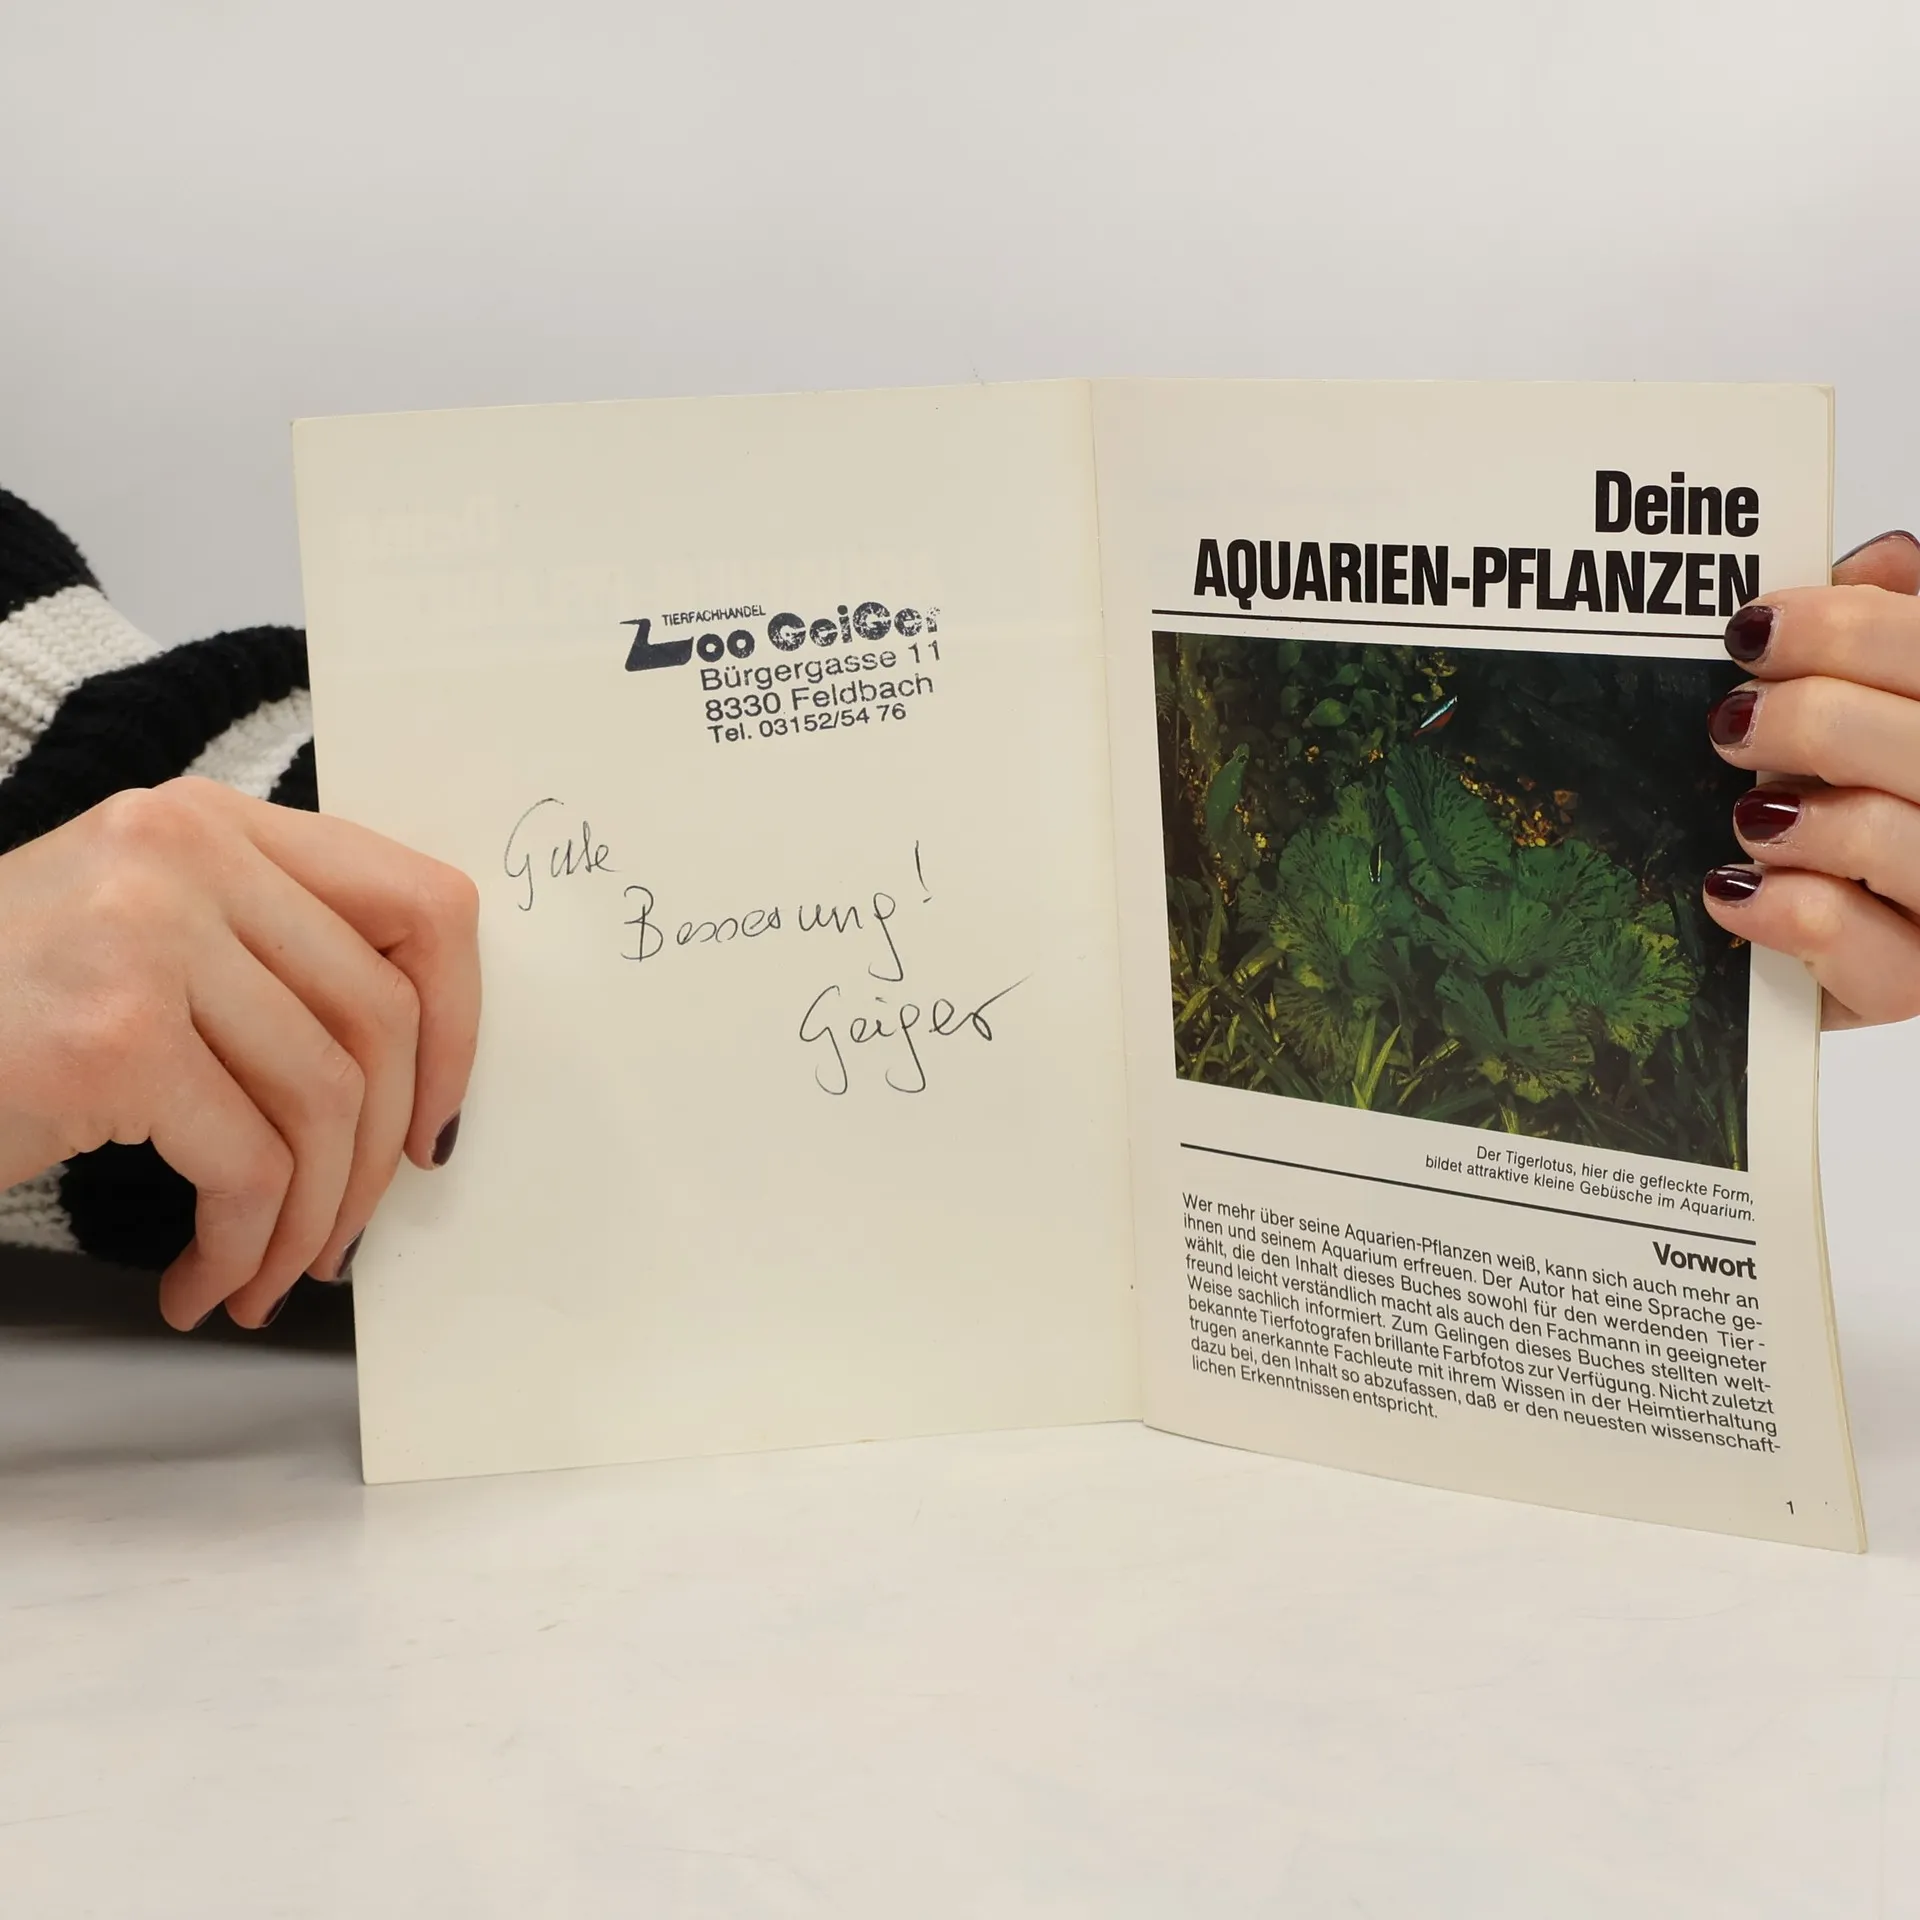 TIERFACHHANDEL
Zoo GeiGer
Bürgergasse 11
8330 Feldbach
Tel. 03152/54 76
Gute
Besserung!
Geiger
Deine
AQUARIEN-PFLANZEN
Der Tigerlotus, hier die gefleckte Form,
bildet attraktive kleine Gebüsche im Aquarium.
Vorwort
Wer mehr über seine Aquarien-Pflanzen weiß, kann sich auch mehr an
ihnen und seinem Aquarium erfreuen. Der Autor hat eine Sprache ge-
wählt, die den Inhalt dieses Buches sowohl für den werdenden Tier-
freund leicht verständlich macht als auch den Fachmann in geeigneter
Weise sachlich informiert. Zum Gelingen dieses Buches stellten welt-
bekannte Tierfotografen brillante Farbfotos zur Verfügung. Nicht zuletzt
trugen anerkannte Fachleute mit ihrem Wissen in der Heimtierhaltung
dazu bei, den Inhalt so abzufassen, daß er den neuesten wissenschaft-
lichen Erkenntnissen entspricht.
1